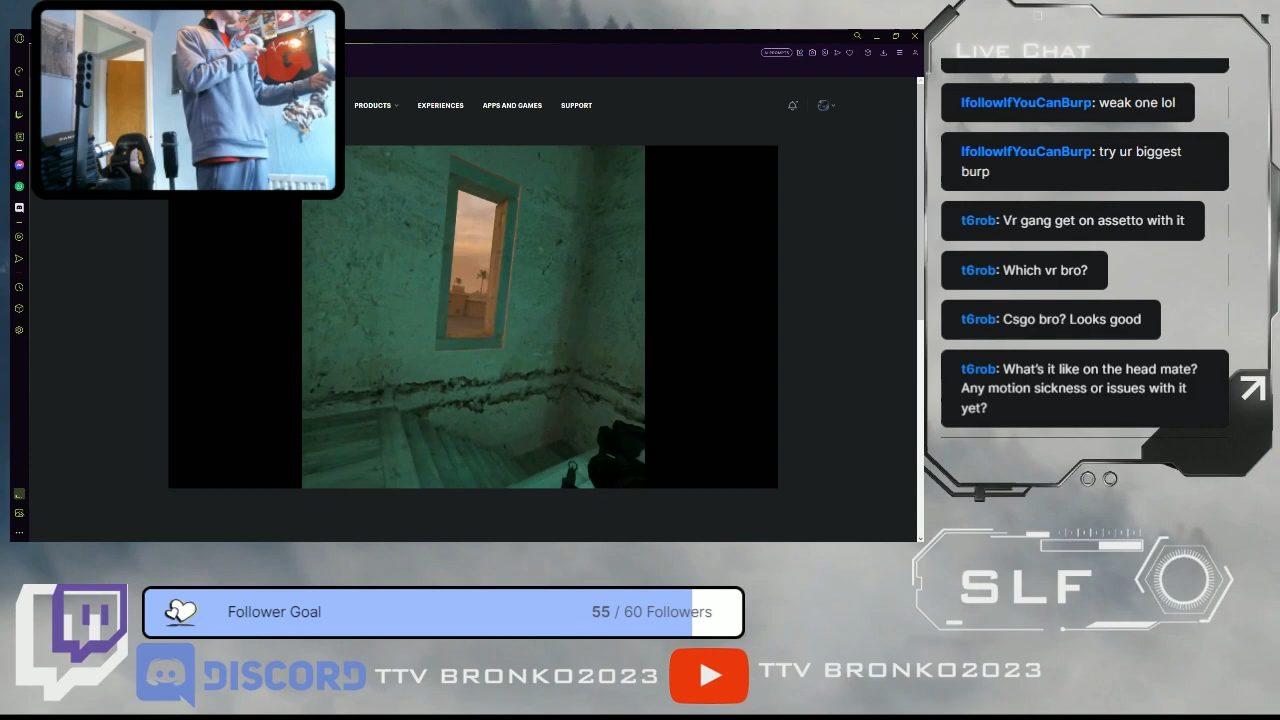 LIVE CHAT
AI PROMPTS
PRODUCTS
EXPERIENCES
APPS AND GAMES
SUPPORT
IfollowIfYouCanBurp: weak one lol
IfollowIfYouCanBurp: try ur biggest
burp
t6rob: Vr gang get on assetto with it
t6rob: Which vr bro?
t6rob: Csgo bro? Looks good
t6rob: What's it like on the head mate?
Any motion sickness or issues with it
yet?
SLF
Follower Goal
55 / 60 Followers
DISCORD
TTV BRONKO2023
TTV BRONKO2023